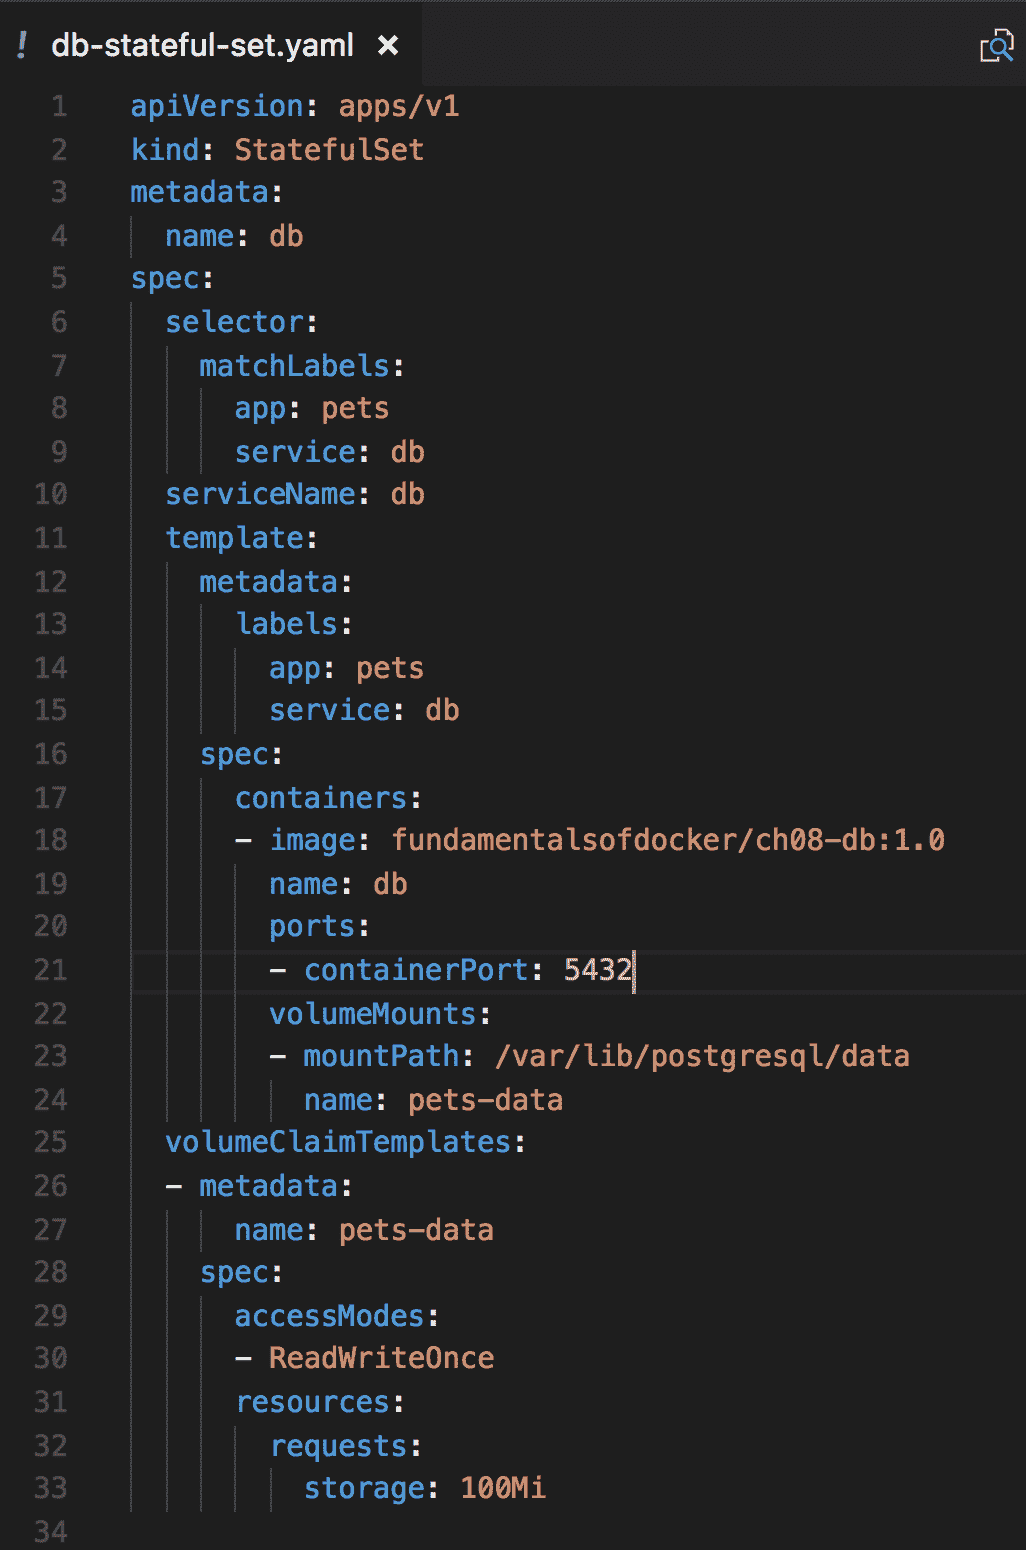 ! db-stateful-set.yaml ×
1 apiVersion: apps/v1
2 kind: StatefulSet
3 metadata:
4   name: db
5 spec:
6   selector:
7     matchLabels:
8       app: pets
9       service: db
10   serviceName: db
11   template:
12     metadata:
13       labels:
14         app: pets
15         service: db
16     spec:
17       containers:
18       - image: fundamentalsofdocker/ch08-db:1.0
19         name: db
20         ports:
21         - containerPort: 5432
22         volumeMounts:
23         - mountPath: /var/lib/postgresql/data
24           name: pets-data
25   volumeClaimTemplates:
26   - metadata:
27       name: pets-data
28     spec:
29       accessModes:
30       - ReadWriteOnce
31       resources:
32         requests:
33           storage: 100Mi
34